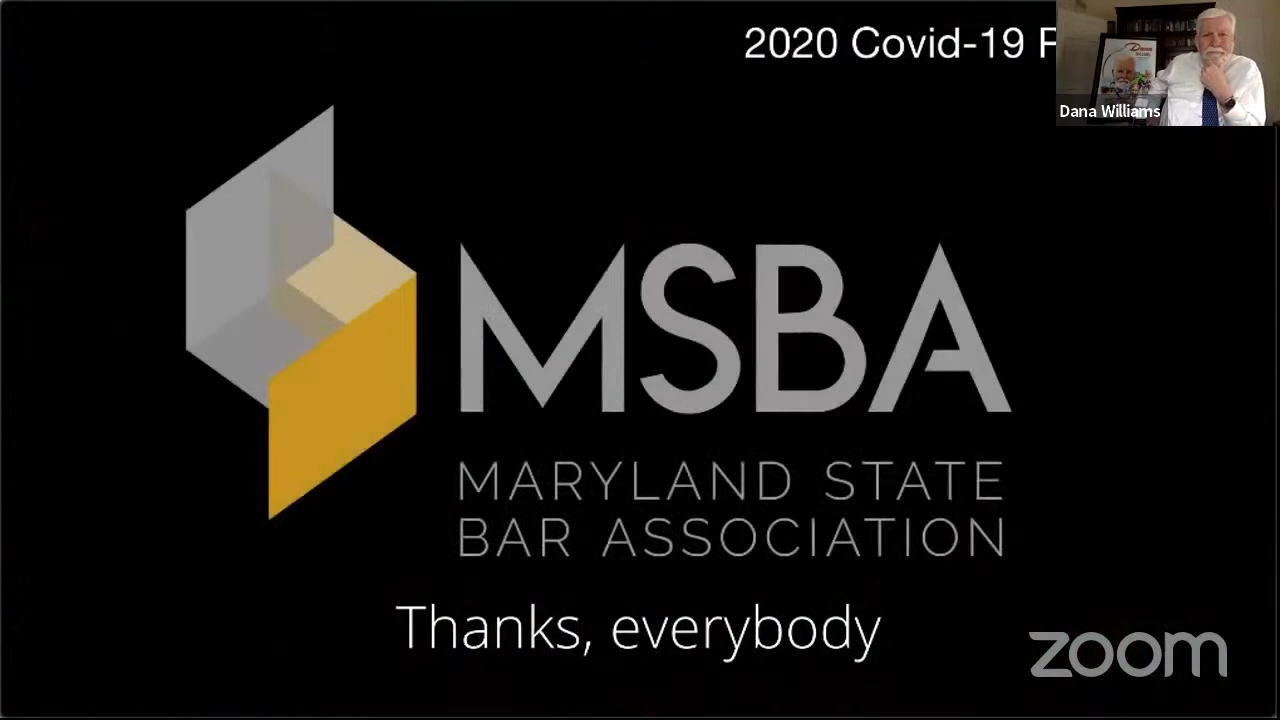 2020 Covid-19
Dana Williams
MSBA
MARYLAND STATE
BAR ASSOCIATION
Thanks, everybody
zoom